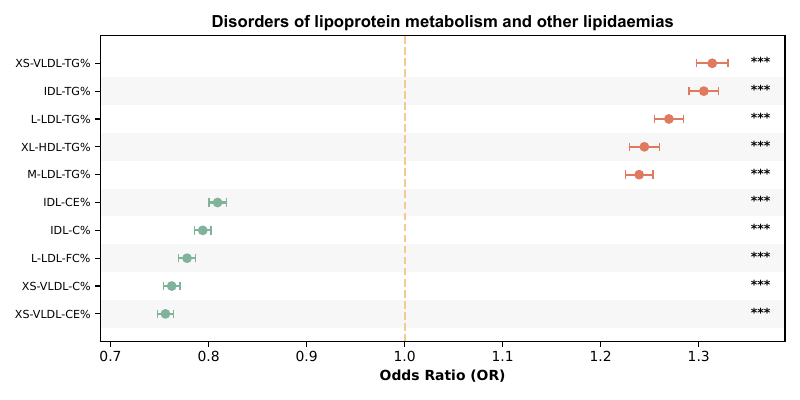 Disorders of lipoprotein metabolism and other lipidaemias
XS-VLDL-TG% ***
IDL-TG% ***
L-LDL-TG% ***
XL-HDL-TG% ***
M-LDL-TG% ***
IDL-CE% ***
IDL-C% ***
L-LDL-FC% ***
XS-VLDL-C% ***
XS-VLDL-CE% ***
0.7 0.8 0.9 1.0 1.1 1.2 1.3
Odds Ratio (OR)